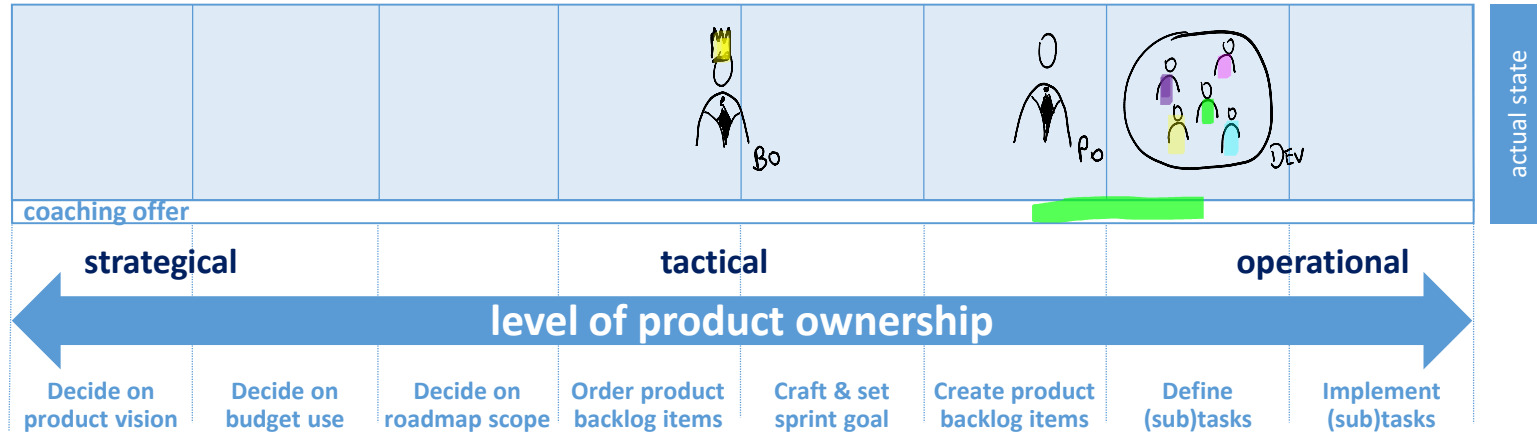 BO
PO
DEV
actual state
coaching offer
strategical
tactical
operational
level of product ownership
Decide on
product vision
Decide on
budget use
Decide on
roadmap scope
Order product
backlog items
Craft & set
sprint goal
Create product
backlog items
Define
(sub)tasks
Implement
(sub)tasks